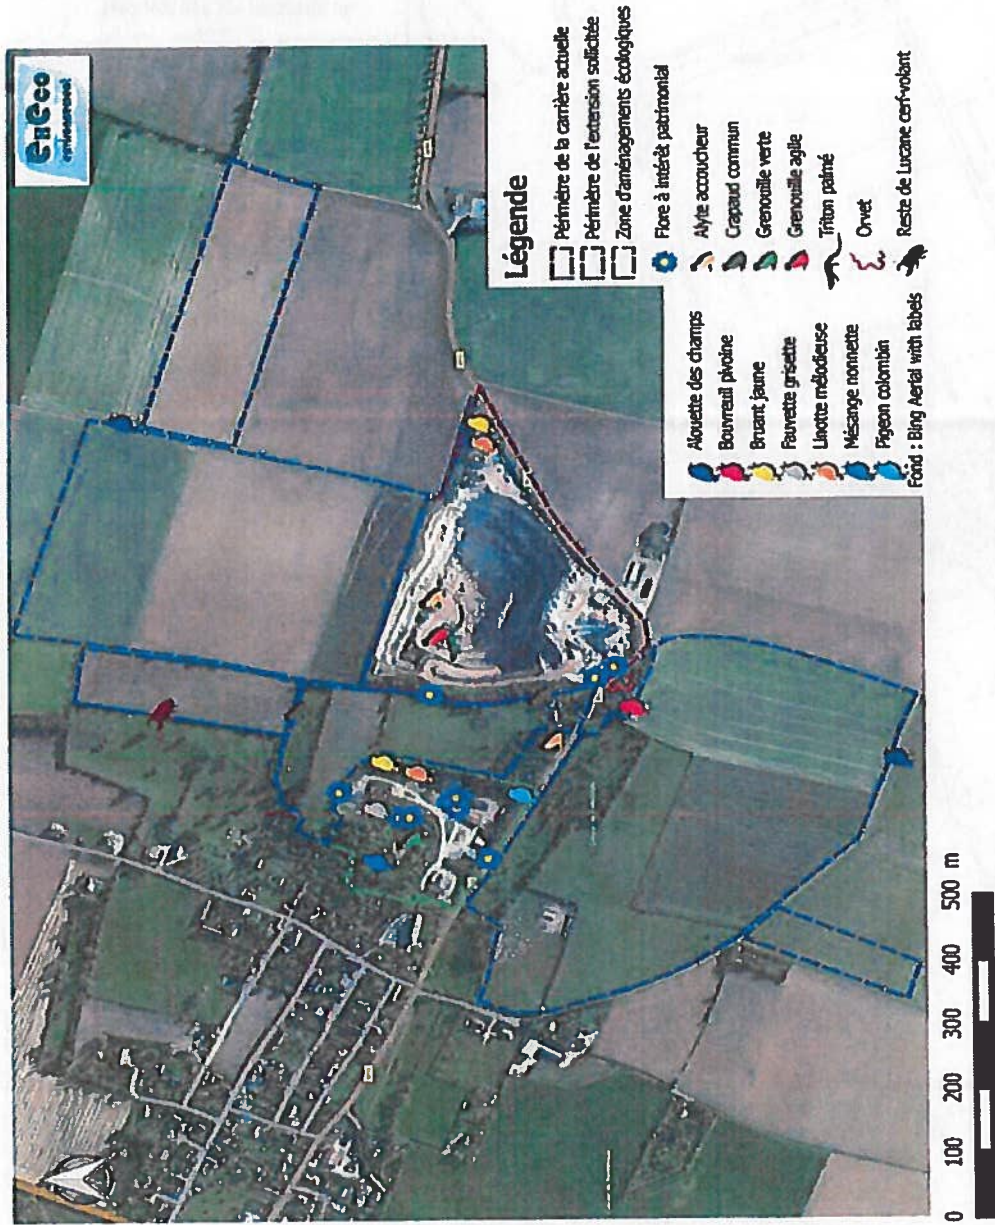 EnCeo
environnement
Légende
Périmètre de la carrière actuelle
Périmètre de l'extension sollicitée
Zone d'aménagements écologiques
Flore à intérêt patrimonial
Alyte accoucheur
Crapaud commun
Grenouille verte
Grenouille agile
Triton palmé
Orvet
Reste de Lucane cerf-volant
Alouette des champs
Bouvreuil pivoine
Bruant jaune
Fauvette grisette
Linotte mélodieuse
Mésange nonnette
Pigeon colombin
Fond : Bing Aerial with labels
0 100 200 300 400 500 m